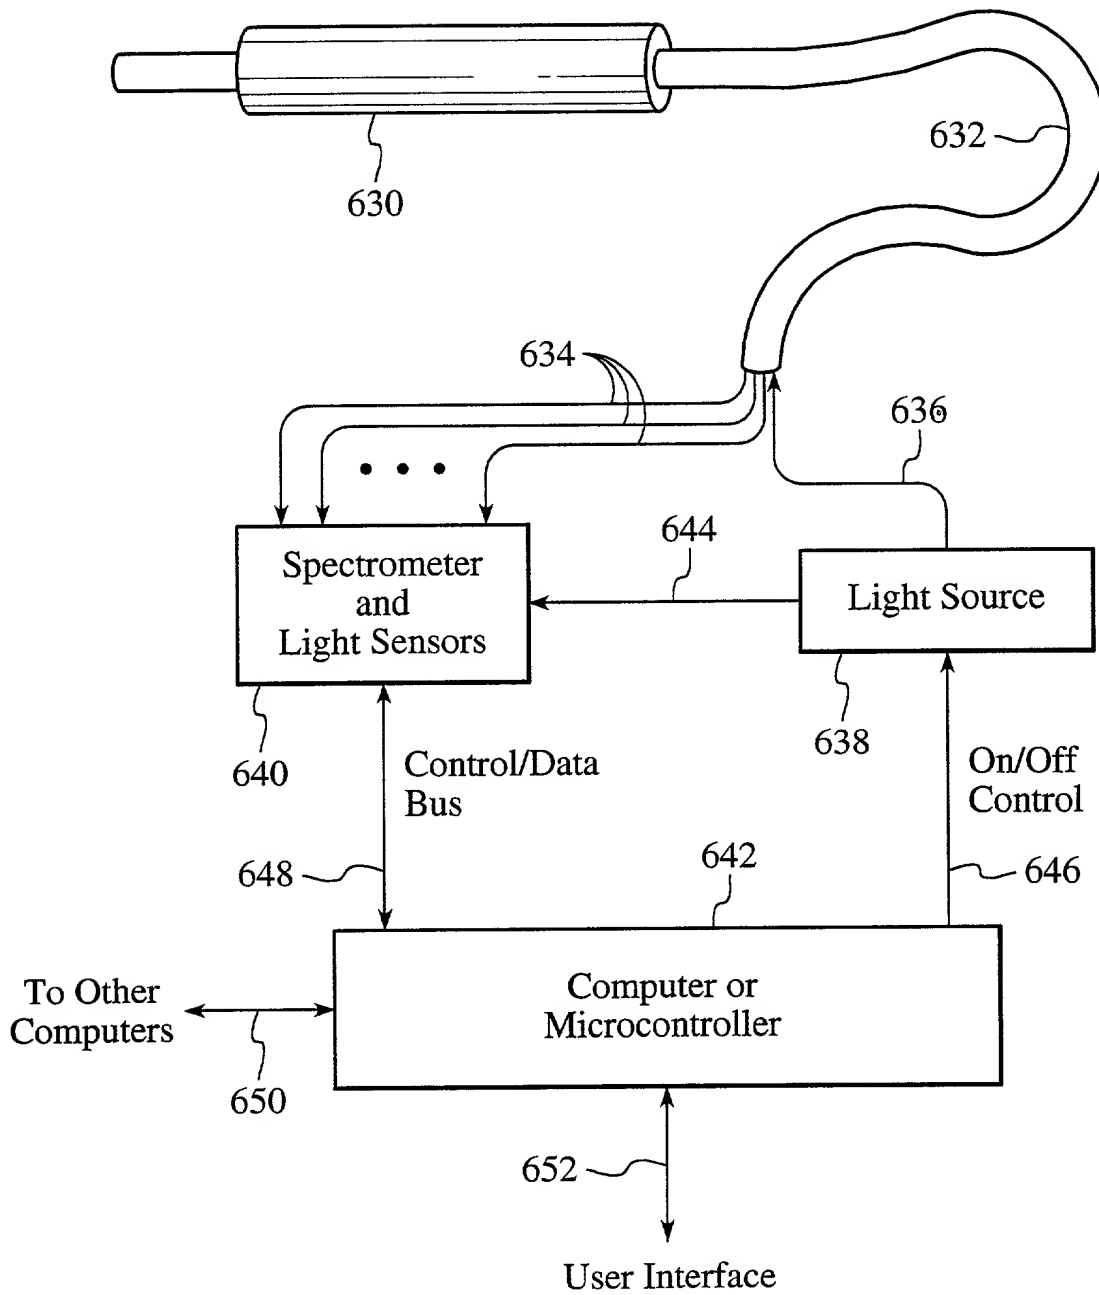 632
630
634
636
644
Spectrometer
and
Light Sensors
Light Source
640
638
Control/Data
Bus
On/Off
Control
648
642
646
To Other
Computers
Computer or
Microcontroller
650
652
User Interface